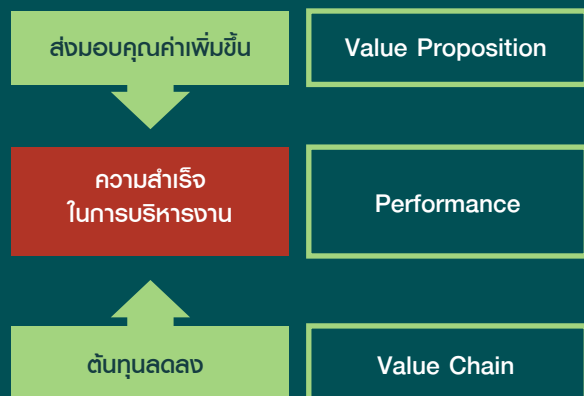 ส่งมอบคุณค่าเพิ่มขึ้น
Value Proposition
ความสำเร็จ
ในการบริหารงาน
Performance
ต้นทุนลดลง
Value Chain